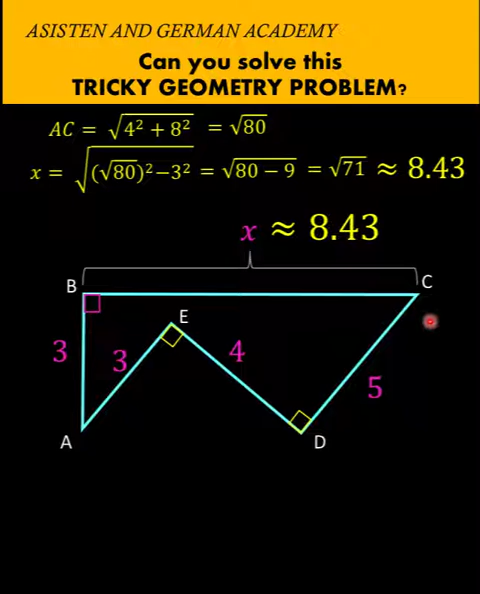 ASISTEN AND GERMAN ACADEMY
Can you solve this
TRICKY GEOMETRY PROBLEM?
AC = √(4² + 8²) = √80
x = √((√80)²−3²) = √(80 − 9) = √71 ≈ 8.43
x ≈ 8.43
B C
E
3 3 4
5
A D